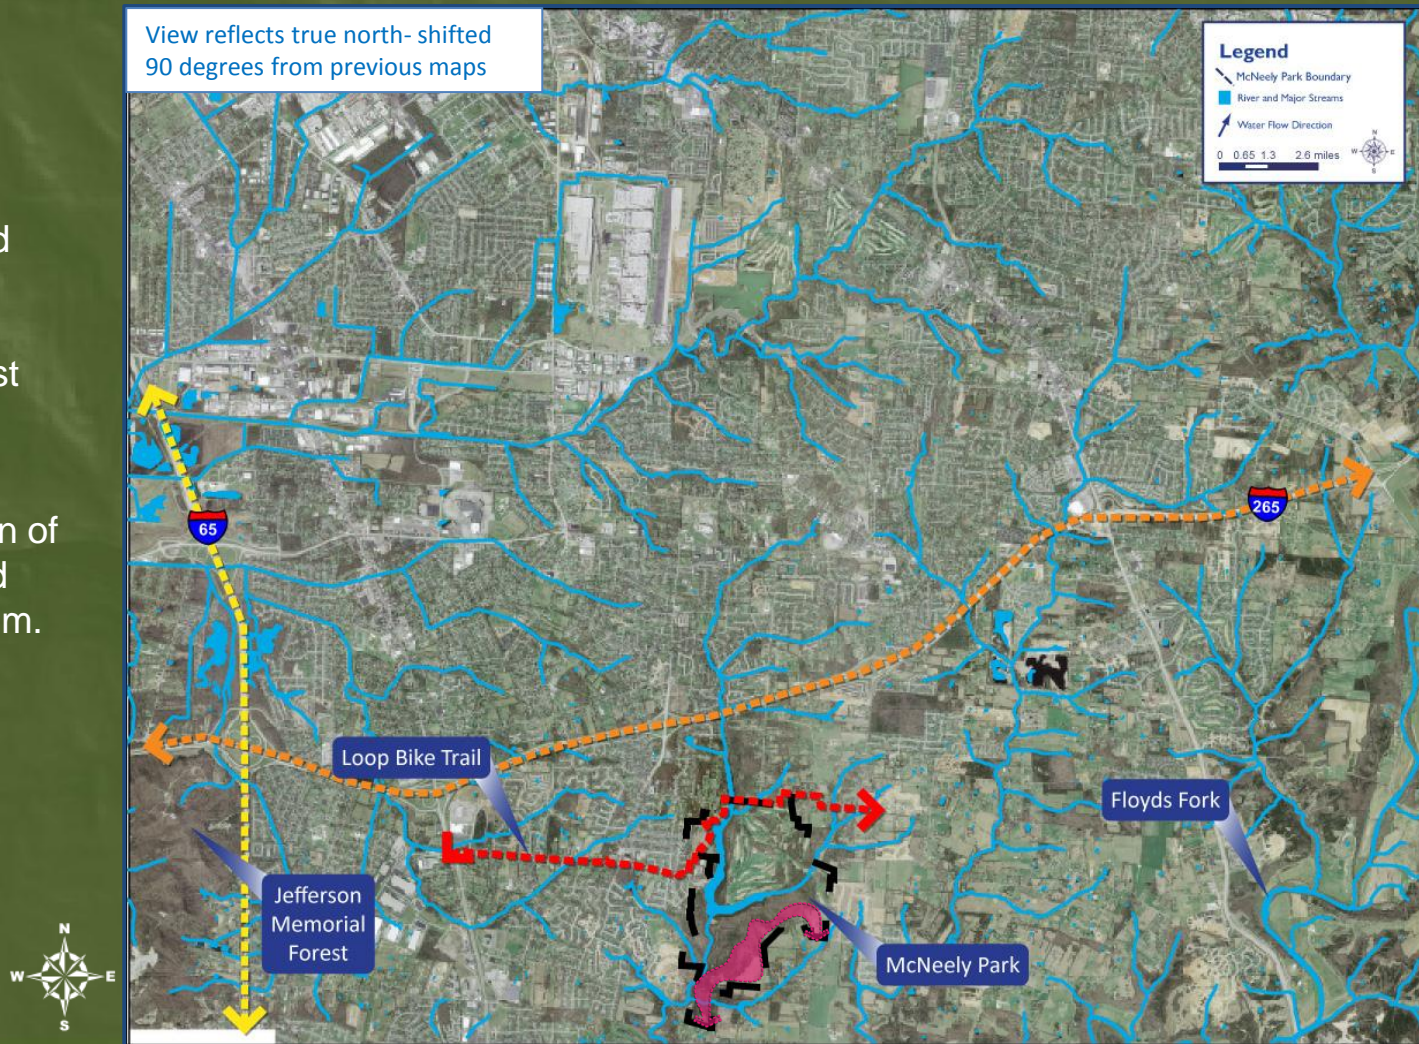 View reflects true north- shifted
90 degrees from previous maps
Legend
McNeely Park Boundary
River and Major Streams
Water Flow Direction
0 0.65 1.3 2.6 miles
N
W E
S
d
st
n of
d
m.
65
265
Loop Bike Trail
Floyds Fork
Jefferson
Memorial
Forest
McNeely Park
N
W E
S